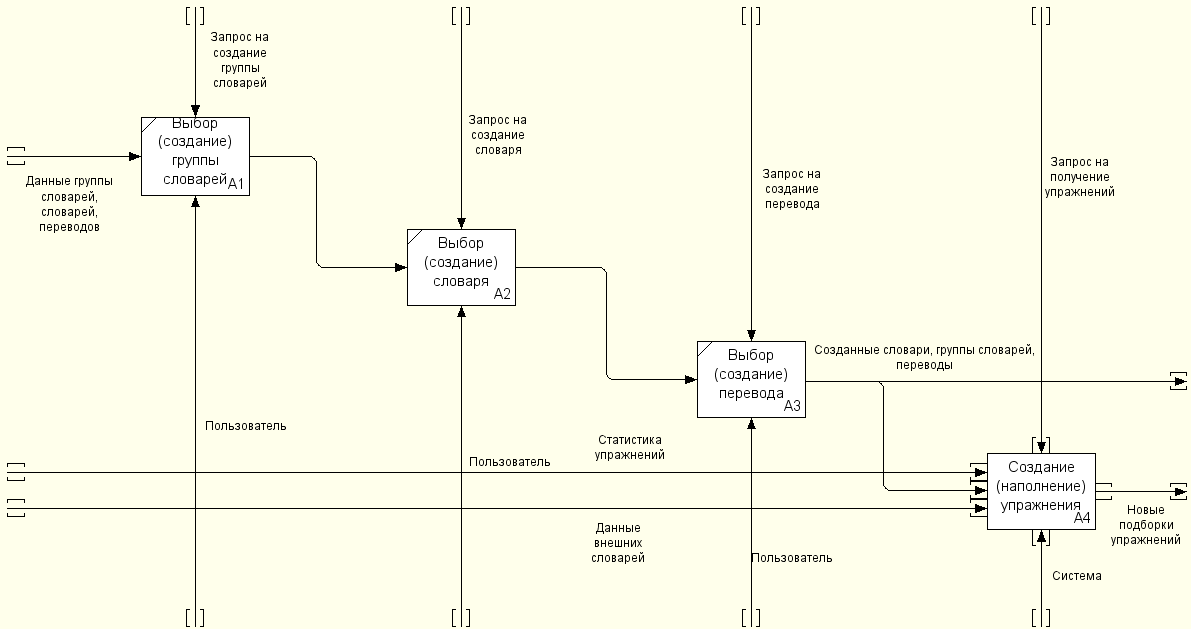 Запрос на
создание
группы
словарей
Выбор
(создание)
группы
словарей
A1
Данные группы
словарей,
словарей,
переводов
Запрос на
создание
словаря
Выбор
(создание)
словаря
A2
Запрос на
создание
перевода
Запрос на
получение
упражнений
Выбор
(создание)
перевода
A3
Созданные словари, группы словарей,
переводы
Пользователь
Статистика
упражнений
Пользователь
Создание
(наполнение)
упражнения
A4
Новые
подборки
упражнений
Данные
внешних
словарей
Пользователь
Система